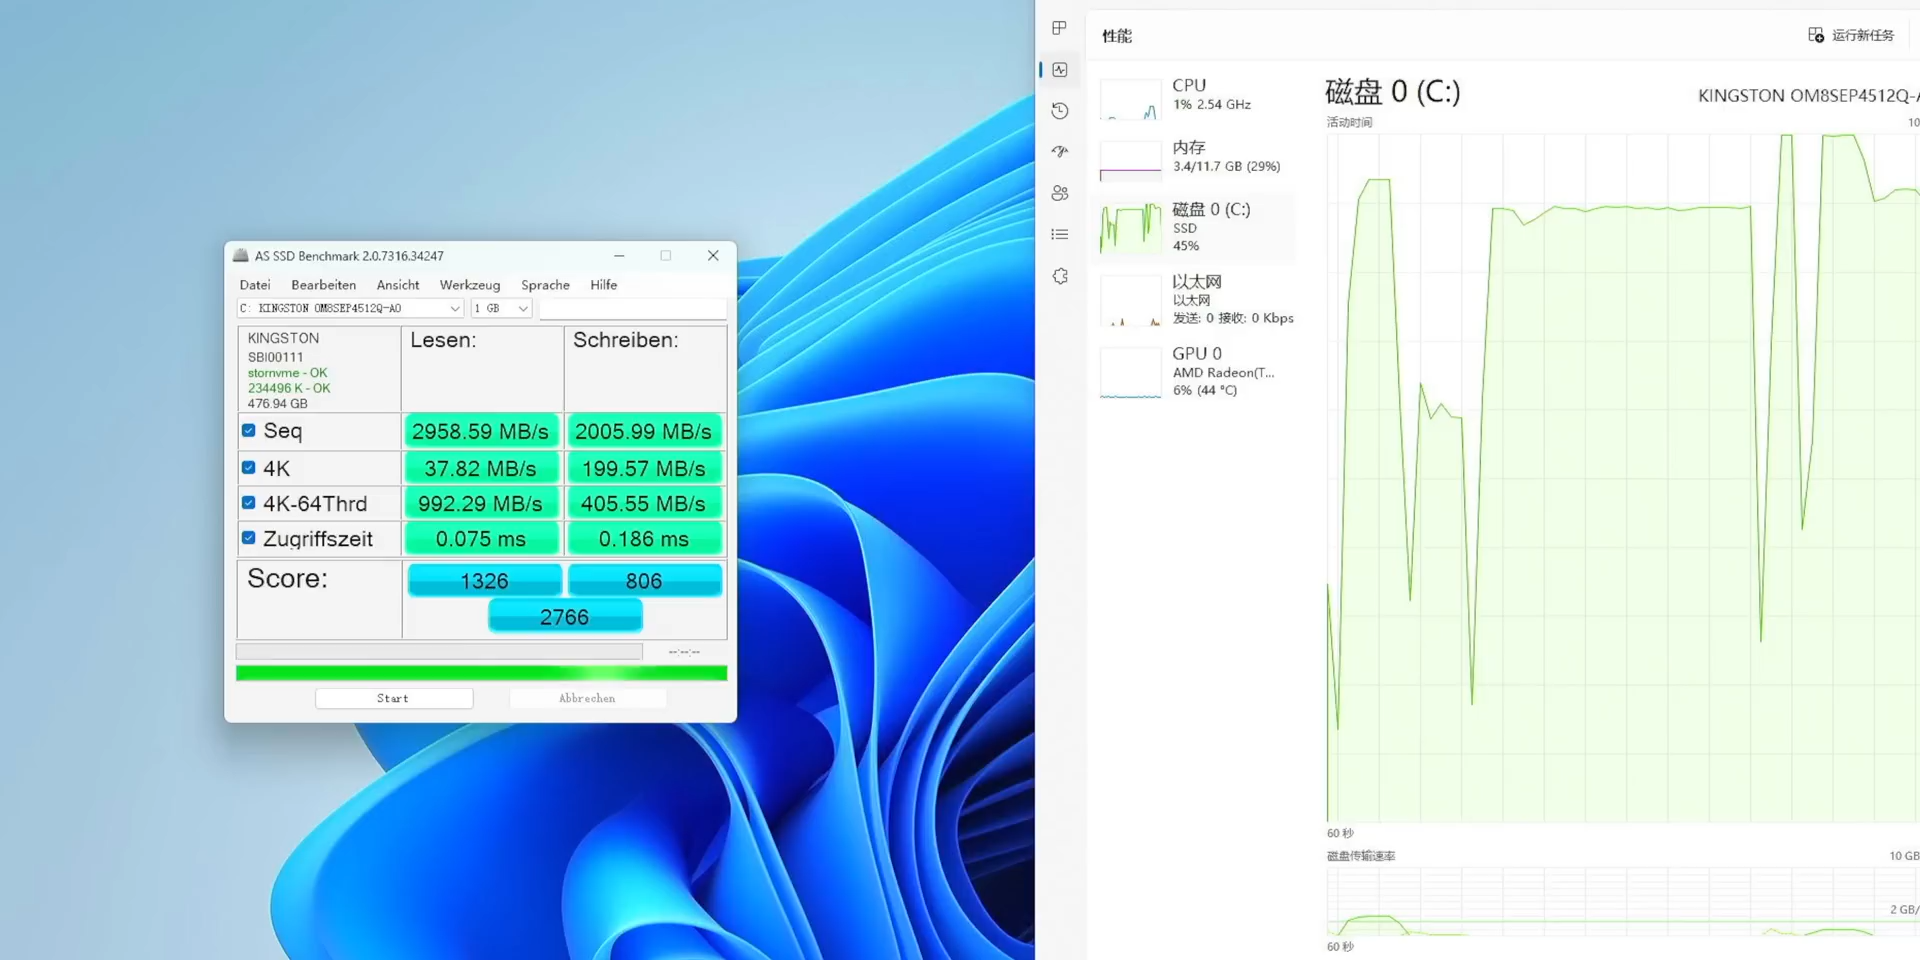 AS SSD Benchmark 2.0.7316.34247
Datei Bearbeiten Ansicht Werkzeug Sprache Hilfe
C: KINGSTON OM8SEP4512Q-A0 1 GB
KINGSTON
SBI00111
stornvme - OK
234496 K - OK
476.94 GB
Lesen: Schreiben:
Seq 2958.59 MB/s 2005.99 MB/s
4K 37.82 MB/s 199.57 MB/s
4K-64Thrd 992.29 MB/s 405.55 MB/s
Zugriffszeit 0.075 ms 0.186 ms
Score: 1326 806
2766
--:--:--
Start Abbrechen
性能 运行新任务
CPU
1% 2.54 GHz
内存
3.4/11.7 GB (29%)
磁盘 0 (C:)
SSD
45%
以太网
以太网
发送: 0 接收: 0 Kbps
GPU 0
AMD Radeon(T...
6% (44 °C)
磁盘 0 (C:) KINGSTON OM8SEP4512Q-A
活动时间 10
60 秒
磁盘传输速率 10 GB
2 GB/
60 秒